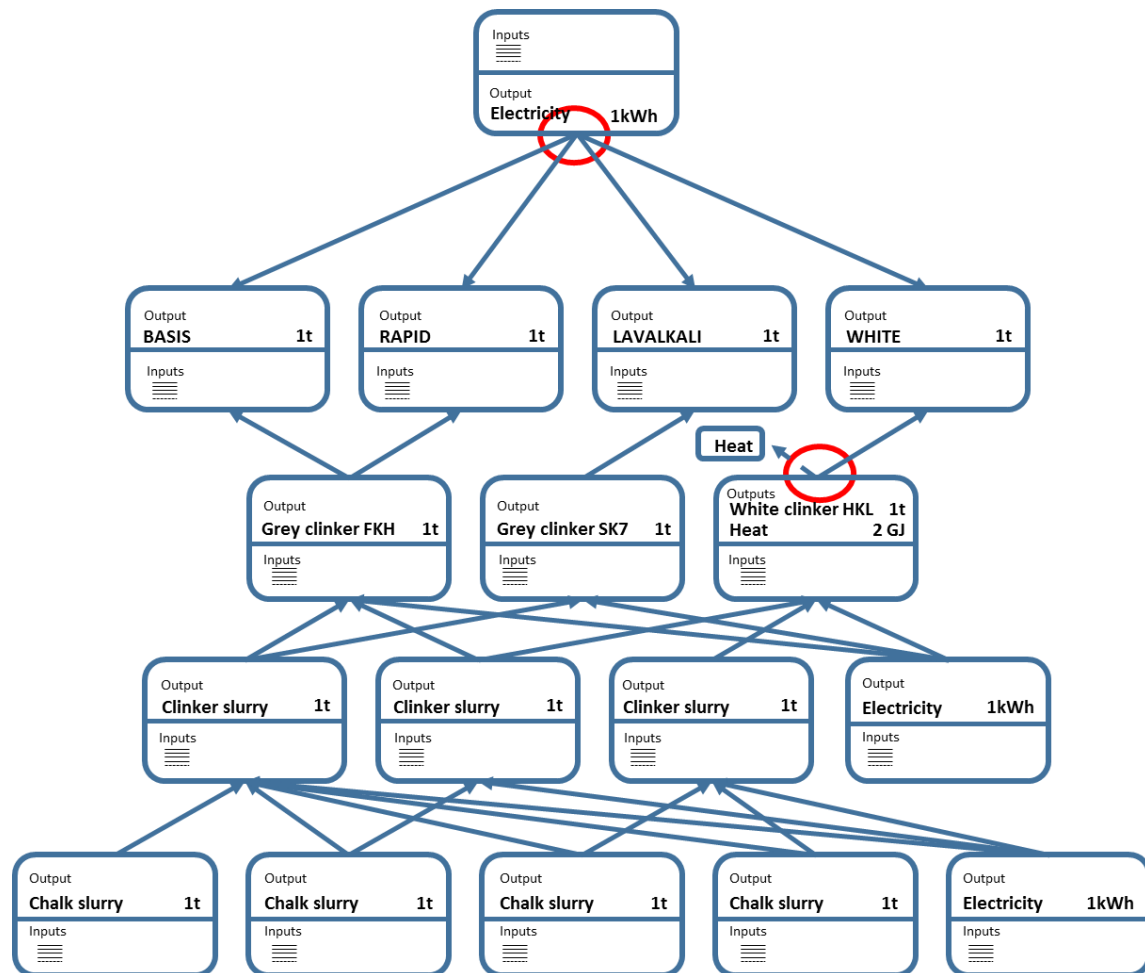 Inputs
Output
Electricity 1kWh
Output
BASIS 1t
Inputs
Output
RAPID 1t
Inputs
Output
LAVALKALI 1t
Inputs
Output
WHITE 1t
Inputs
Heat
Output
Grey clinker FKH 1t
Inputs
Output
Grey clinker SK7 1t
Inputs
Outputs
White clinker HKL 1t
Heat 2 GJ
Inputs
Output
Clinker slurry 1t
Inputs
Output
Clinker slurry 1t
Inputs
Output
Clinker slurry 1t
Inputs
Output
Electricity 1kWh
Inputs
Output
Chalk slurry 1t
Inputs
Output
Chalk slurry 1t
Inputs
Output
Chalk slurry 1t
Inputs
Output
Chalk slurry 1t
Inputs
Output
Electricity 1kWh
Inputs